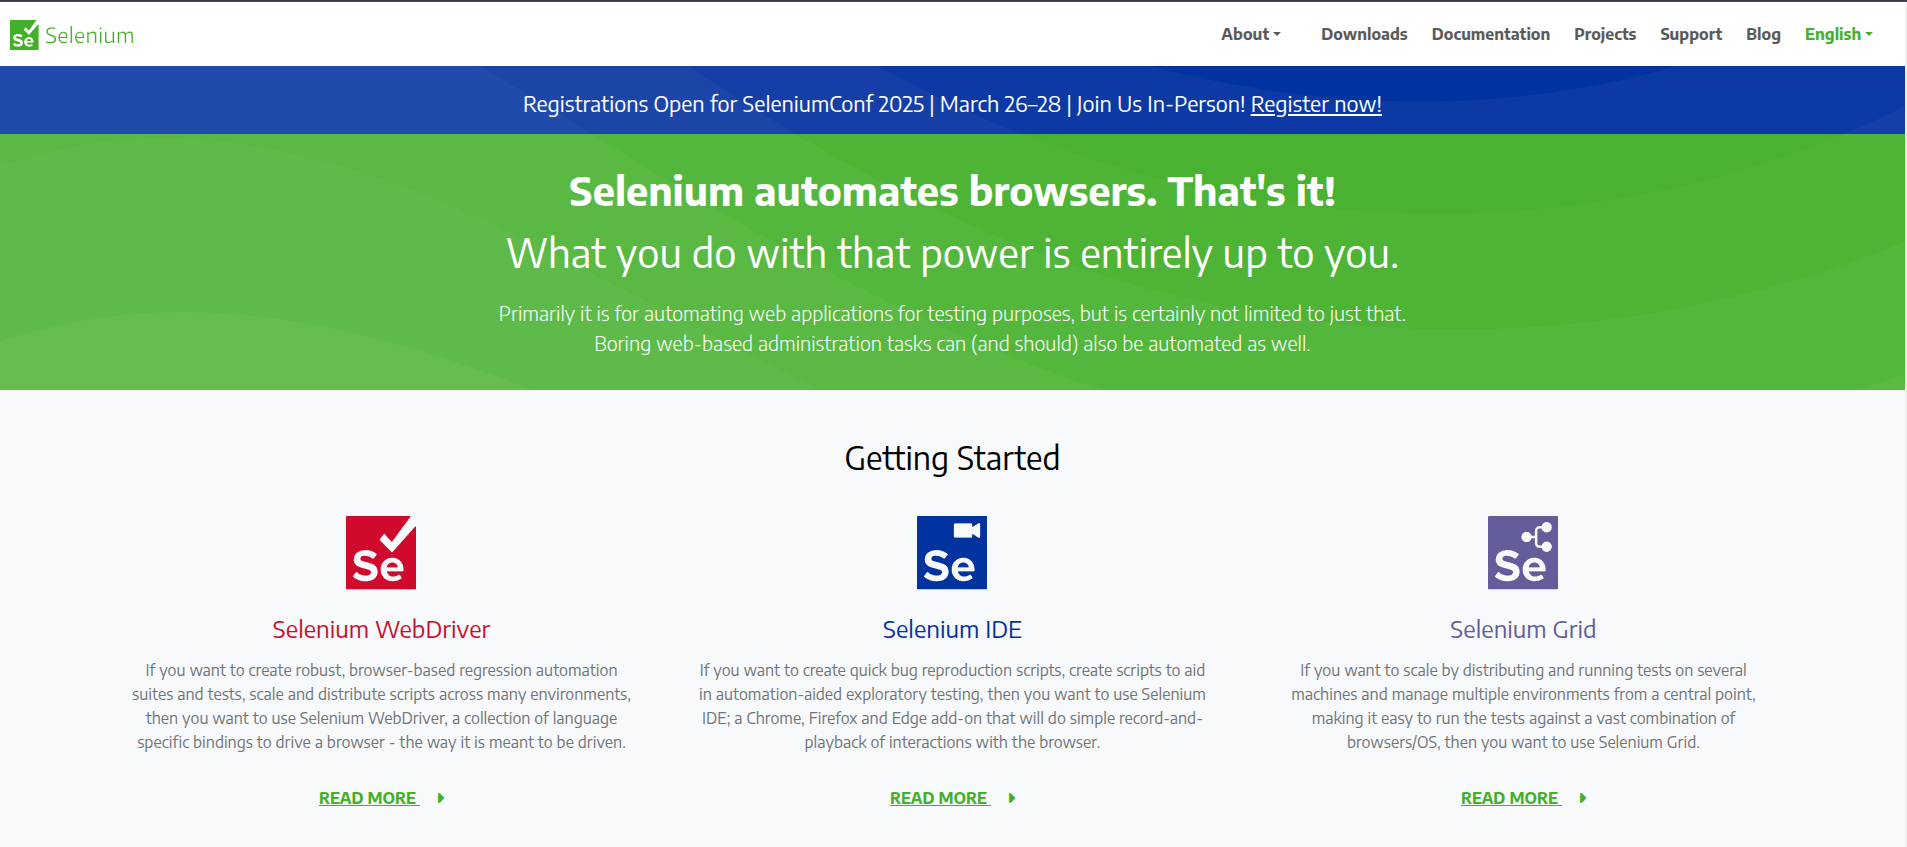 Se Selenium
About
Downloads
Documentation
Projects
Support
Blog
English
Registrations Open for SeleniumConf 2025 | March 26–28 | Join Us In-Person! Register now!
Selenium automates browsers. That's it!
What you do with that power is entirely up to you.
Primarily it is for automating web applications for testing purposes, but is certainly not limited to just that.
Boring web-based administration tasks can (and should) also be automated as well.
Getting Started
Se
Selenium WebDriver
If you want to create robust, browser-based regression automation
suites and tests, scale and distribute scripts across many environments,
then you want to use Selenium WebDriver, a collection of language
specific bindings to drive a browser - the way it is meant to be driven.
READ MORE
Se
Selenium IDE
If you want to create quick bug reproduction scripts, create scripts to aid
in automation-aided exploratory testing, then you want to use Selenium
IDE; a Chrome, Firefox and Edge add-on that will do simple record-and-
playback of interactions with the browser.
READ MORE
Se
Selenium Grid
If you want to scale by distributing and running tests on several
machines and manage multiple environments from a central point,
making it easy to run the tests against a vast combination of
browsers/OS, then you want to use Selenium Grid.
READ MORE